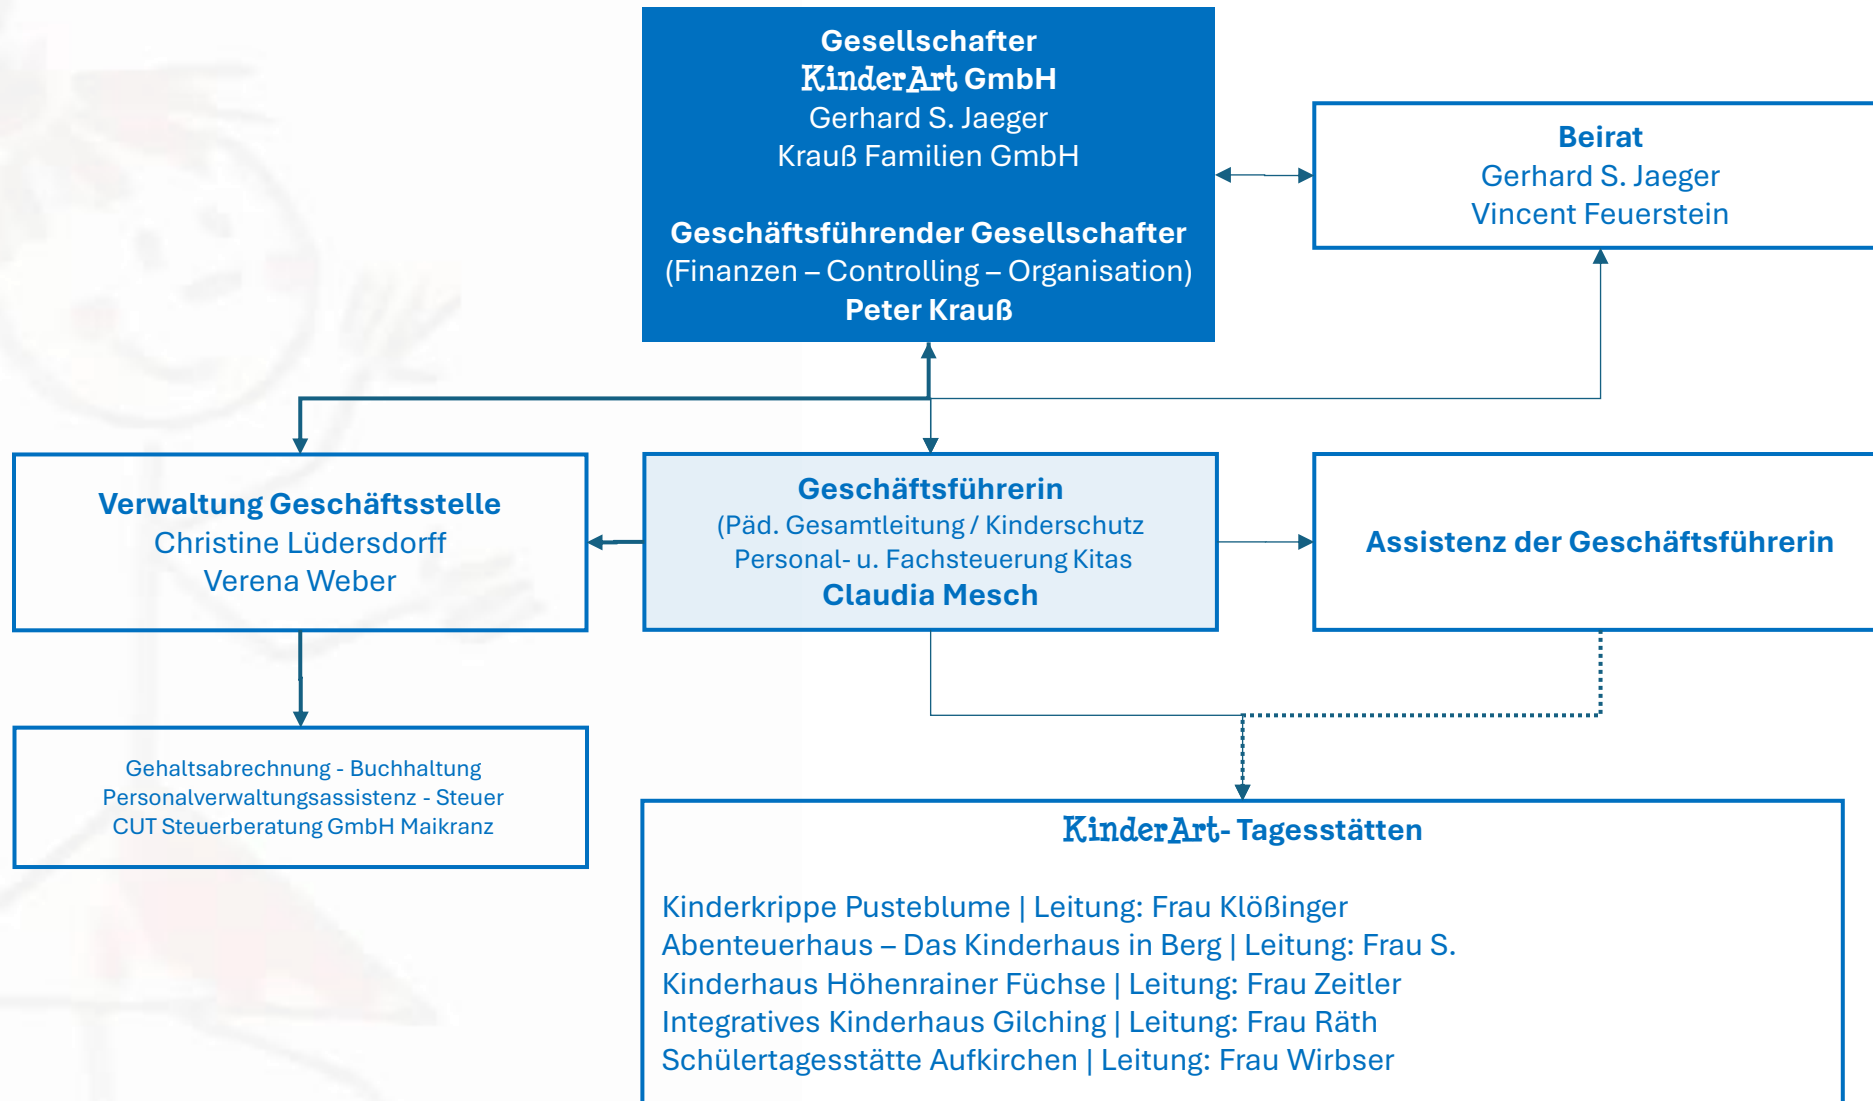 Gesellschafter
KinderArt GmbH
Gerhard S. Jaeger
Krauß Familien GmbH
Geschäftsführender Gesellschafter
(Finanzen – Controlling – Organisation)
Peter Krauß
Beirat
Gerhard S. Jaeger
Vincent Feuerstein
Verwaltung Geschäftsstelle
Christine Lüdersdorff
Verena Weber
Geschäftsführerin
(Päd. Gesamtleitung / Kinderschutz
Personal- u. Fachsteuerung Kitas
Claudia Mesch
Assistenz der Geschäftsführerin
Gehaltsabrechnung - Buchhaltung
Personalverwaltungsassistenz - Steuer
CUT Steuerberatung GmbH Maikranz
KinderArt- Tagesstätten
Kinderkrippe Pusteblume | Leitung: Frau Klößinger
Abenteuerhaus – Das Kinderhaus in Berg | Leitung: Frau S.
Kinderhaus Höhenrainer Füchse | Leitung: Frau Zeitler
Integratives Kinderhaus Gilching | Leitung: Frau Räth
Schülertagesstätte Aufkirchen | Leitung: Frau Wirbser